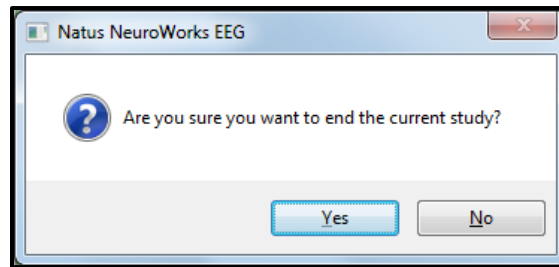 Natus NeuroWorks EEG
Are you sure you want to end the current study?
Yes
No